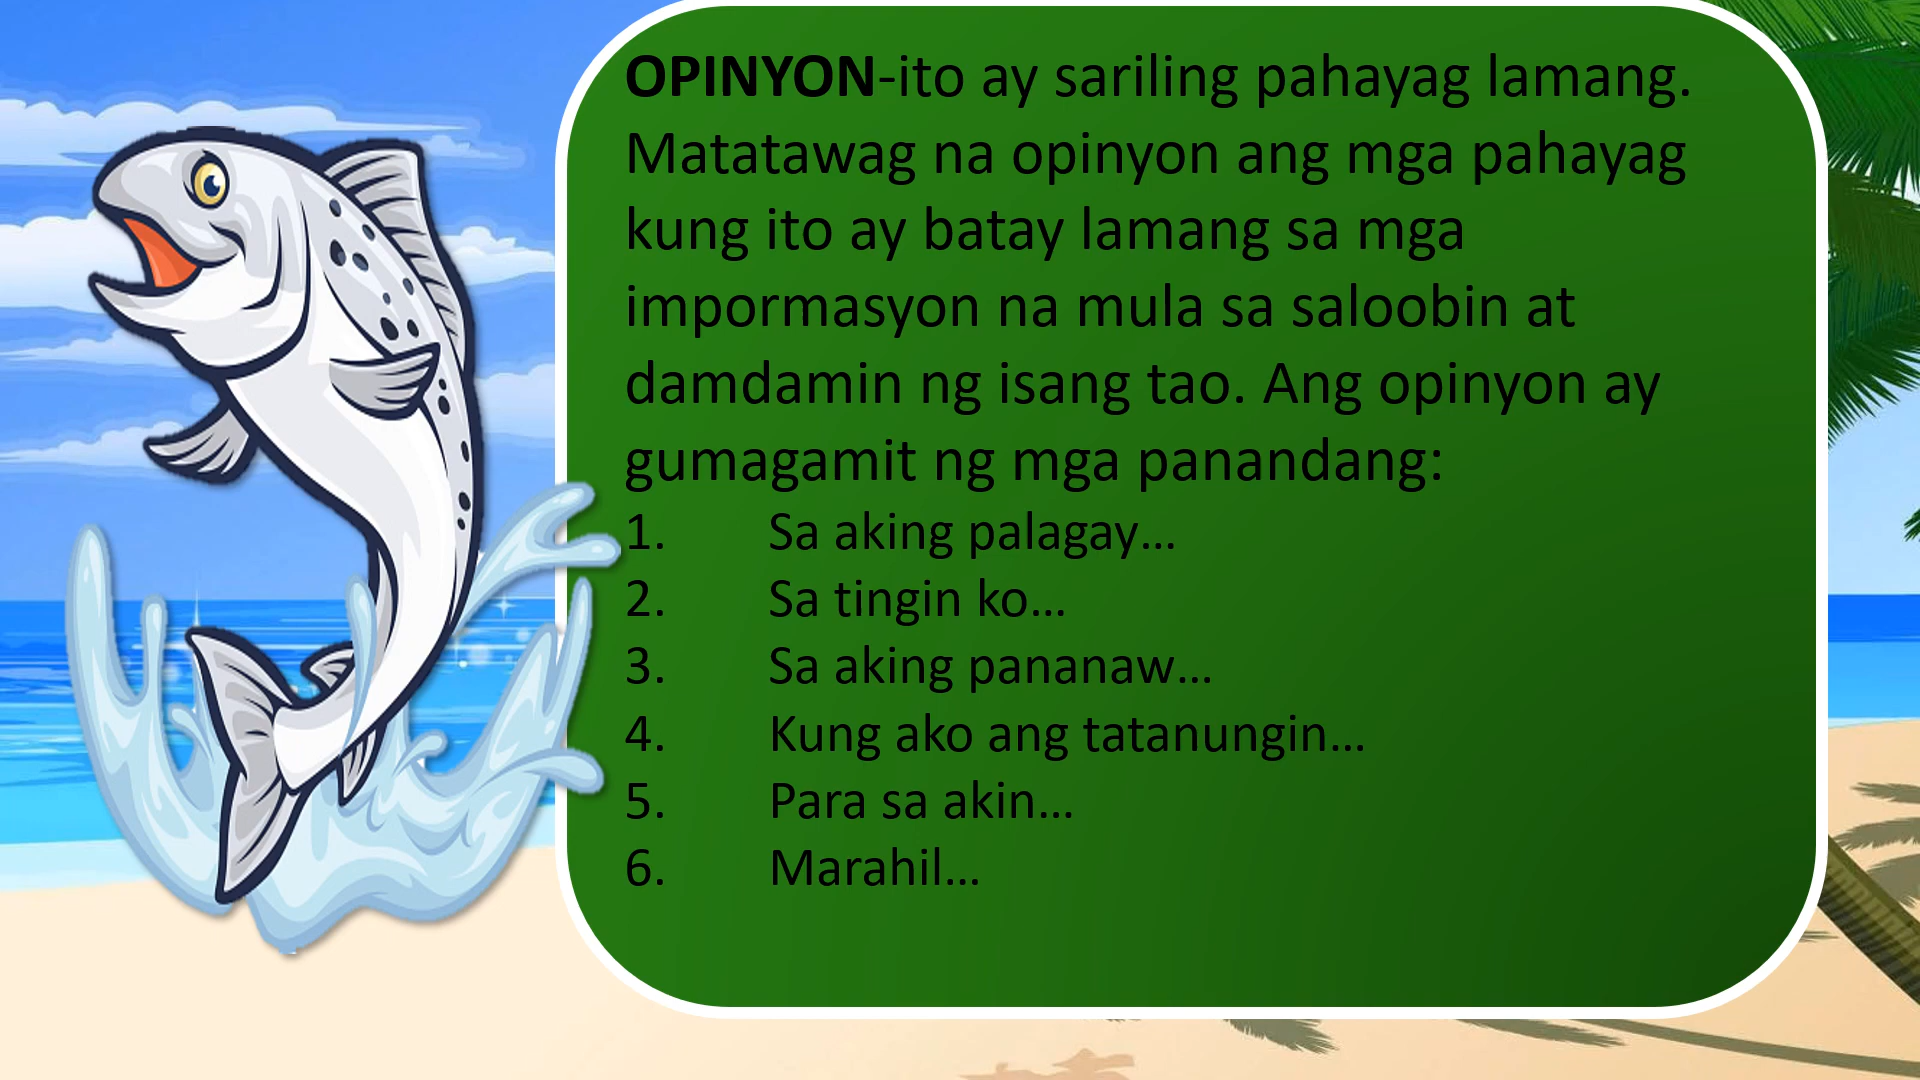 OPINYON-ito ay sariling pahayag lamang.
Matatawag na opinyon ang mga pahayag
kung ito ay batay lamang sa mga
impormasyon na mula sa saloobin at
damdamin ng isang tao. Ang opinyon ay
gumagamit ng mga panandang:
1. Sa aking palagay...
2. Sa tingin ko...
3. Sa aking pananaw...
4. Kung ako ang tatanungin...
5. Para sa akin...
6. Marahil...